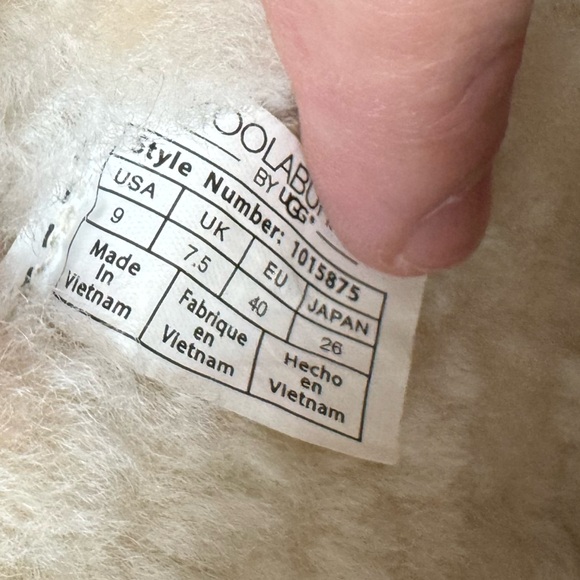 OOLABU
BY UGG®
Style Number: 1015875
USA UK EU JAPAN
9 7.5 40 26
Made in Vietnam
Fabrique en Vietnam
Hecho en Vietnam